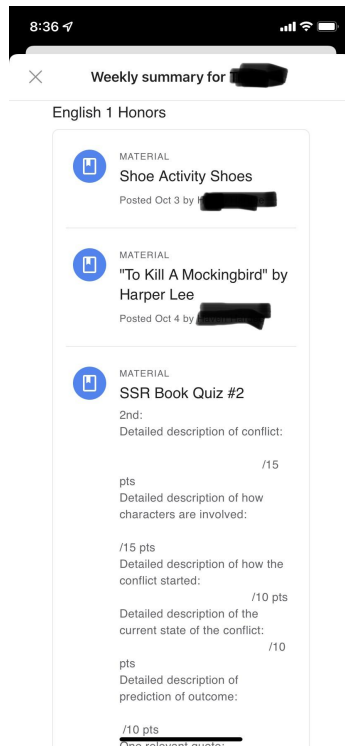 8:36
Weekly summary for
English 1 Honors
MATERIAL
Shoe Activity Shoes
Posted Oct 3 by
MATERIAL
"To Kill A Mockingbird" by
Harper Lee
Posted Oct 4 by
MATERIAL
SSR Book Quiz #2
2nd:
Detailed description of conflict:
/15
pts
Detailed description of how
characters are involved:
/15 pts
Detailed description of how the
conflict started:
/10 pts
Detailed description of the
current state of the conflict:
/10
pts
Detailed description of
prediction of outcome:
/10 pts
One relevant quote: